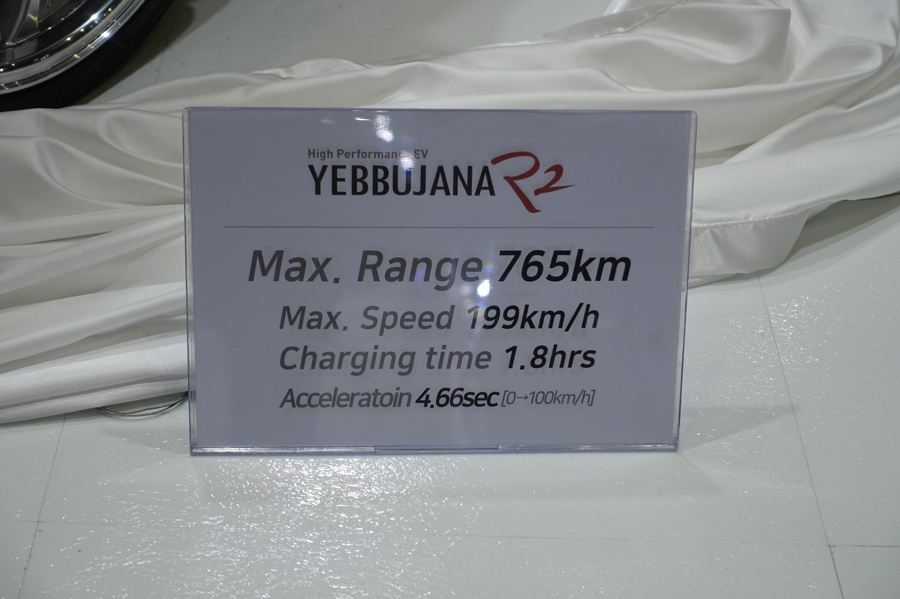 High Performance EV
YEBBUJANA R2
Max. Range 765km
Max. Speed 199km/h
Charging time 1.8hrs
Acceleratoin 4.66sec [0→100km/h]